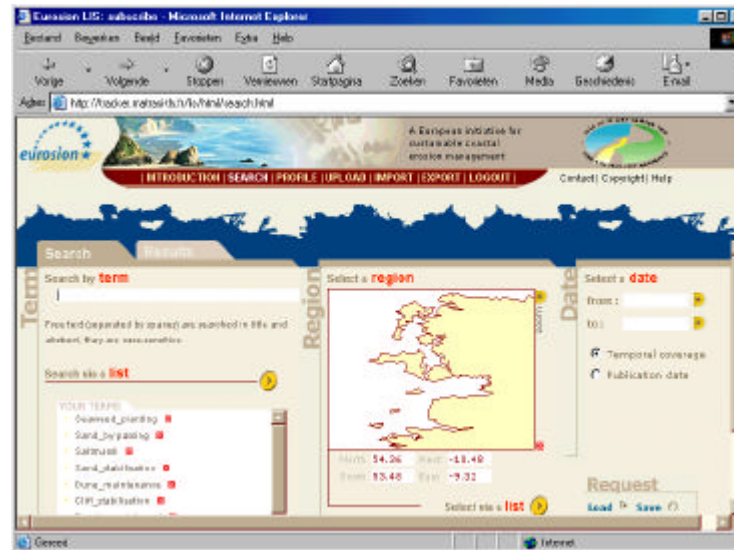 Eurosion LIS: subscribe - Microsoft Internet Explorer
Bestand Bewerken Beeld Favorieten Extra Help
Vorige Volgende Stoppen Vernieuwen Startpagina Zoeken Favorieten Media Geschiedenis E-mail
Adres
eurosion
A European initiative for
sustainable coastal
erosion management
| INTRODUCTION | SEARCH | PROFILE | UPLOAD | IMPORT | EXPORT | LOGOUT |
Contact| Copyright| Help
Search Results
Term
Search by term
Free text (separated by spaces) are searched in title and
abstract, they are case-sensitive.
Search via a list
YOUR TERMS
Seaweed_planting
Sand_bypassing
Saltmarsh
Sand_stabilisation
Dune_maintenance
Cliff_stabilisation
Region
Select a region
zoom
North 54.36 West -10.48
South 53.48 East -9.32
Select via a list
Date
Select a date
from :
to :
Temporal coverage
Publication date
Request
Load Save
Gereed
Internet